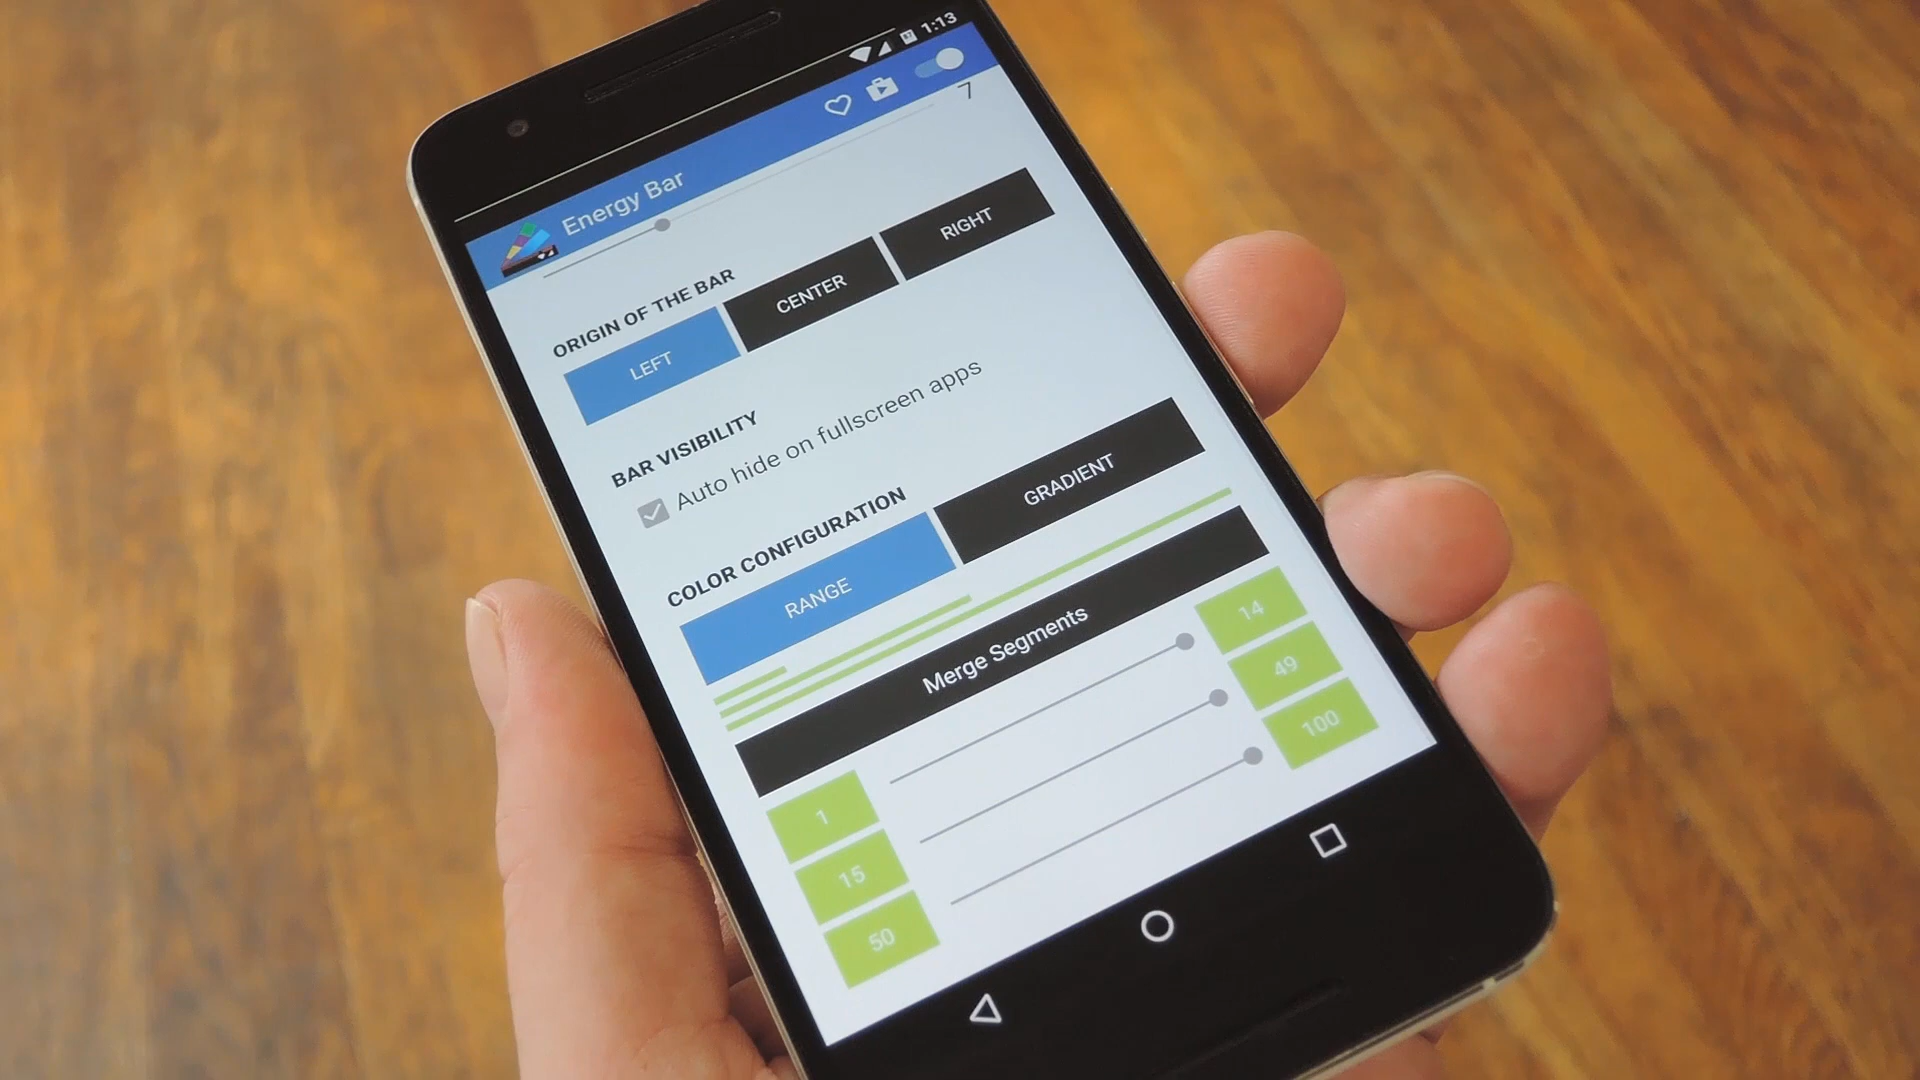 1:13
Energy Bar
7
ORIGIN OF THE BAR
LEFT CENTER RIGHT
BAR VISIBILITY
Auto hide on fullscreen apps
COLOR CONFIGURATION
RANGE GRADIENT
Merge Segments
1 14
15 49
50 100